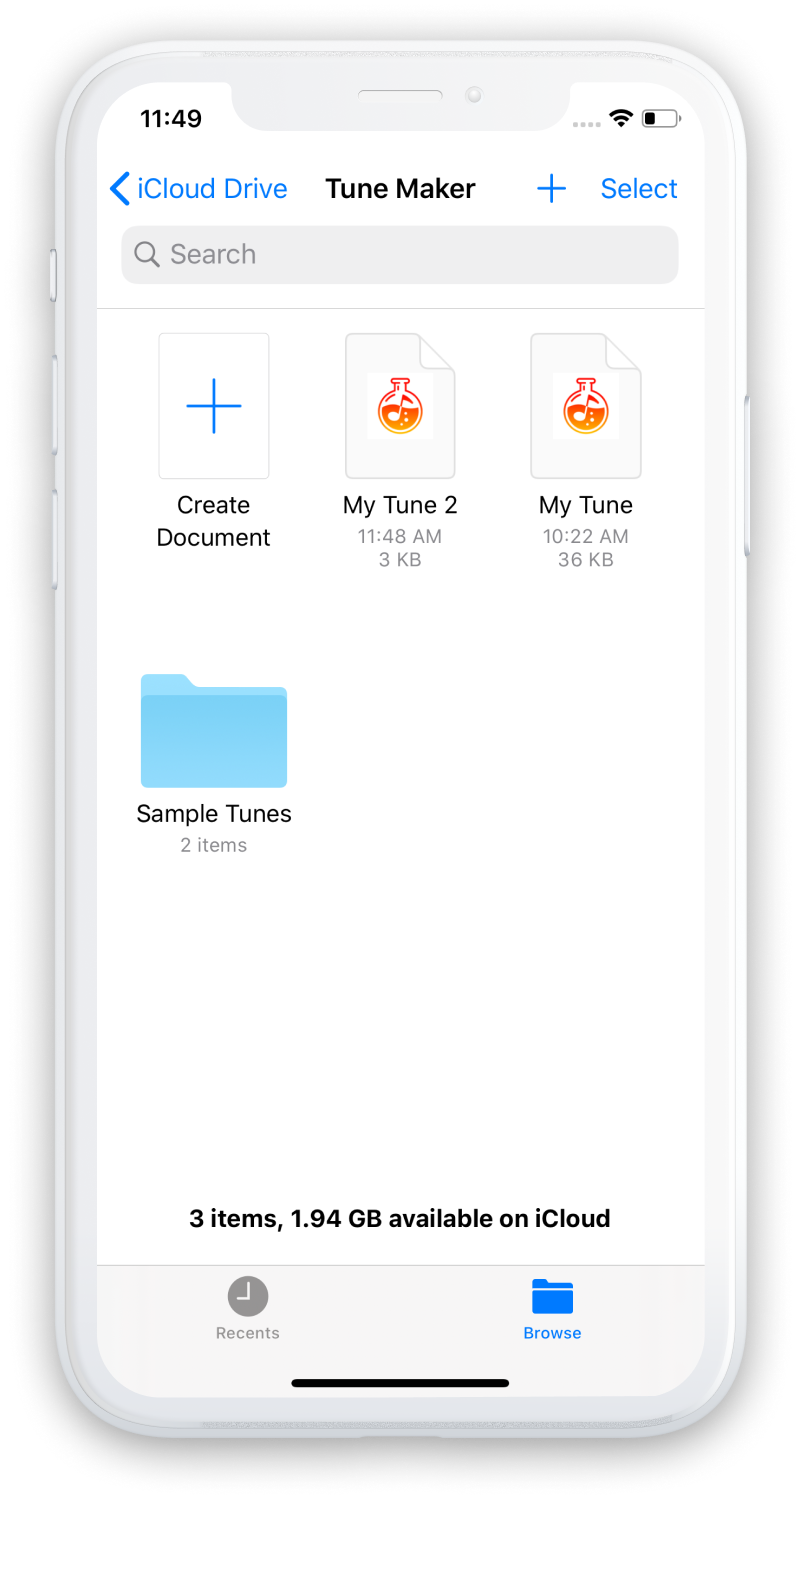 11:49
iCloud Drive Tune Maker Select
Search
Create
Document
My Tune 2
11:48 AM
3 KB
My Tune
10:22 AM
36 KB
Sample Tunes
2 items
3 items, 1.94 GB available on iCloud
Recents
Browse